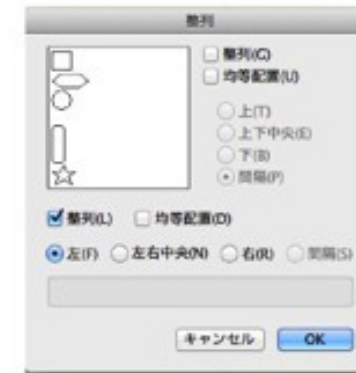 整列
整列(G)
均等配置(U)
上(T)
上下中央(E)
下(B)
間隔(P)
整列(L) 均等配置(D)
左(F) 左右中央(N) 右(R) 間隔(S)
キャンセル OK